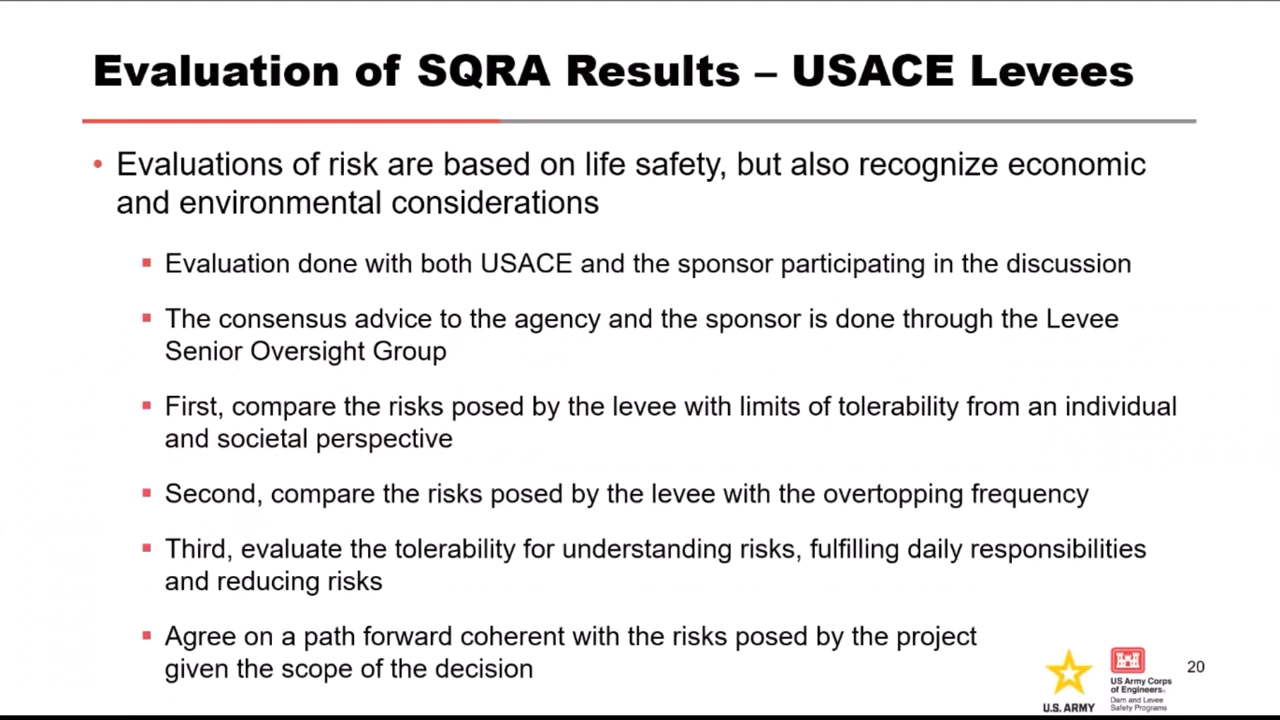 Evaluation of SQRA Results – USACE Levees
• Evaluations of risk are based on life safety, but also recognize economic
and environmental considerations
▪ Evaluation done with both USACE and the sponsor participating in the discussion
▪ The consensus advice to the agency and the sponsor is done through the Levee
Senior Oversight Group
▪ First, compare the risks posed by the levee with limits of tolerability from an individual
and societal perspective
▪ Second, compare the risks posed by the levee with the overtopping frequency
▪ Third, evaluate the tolerability for understanding risks, fulfilling daily responsibilities
and reducing risks
▪ Agree on a path forward coherent with the risks posed by the project
given the scope of the decision
U.S. ARMY
US Army Corps
of Engineers®
Dam and Levee
Safety Programs
20